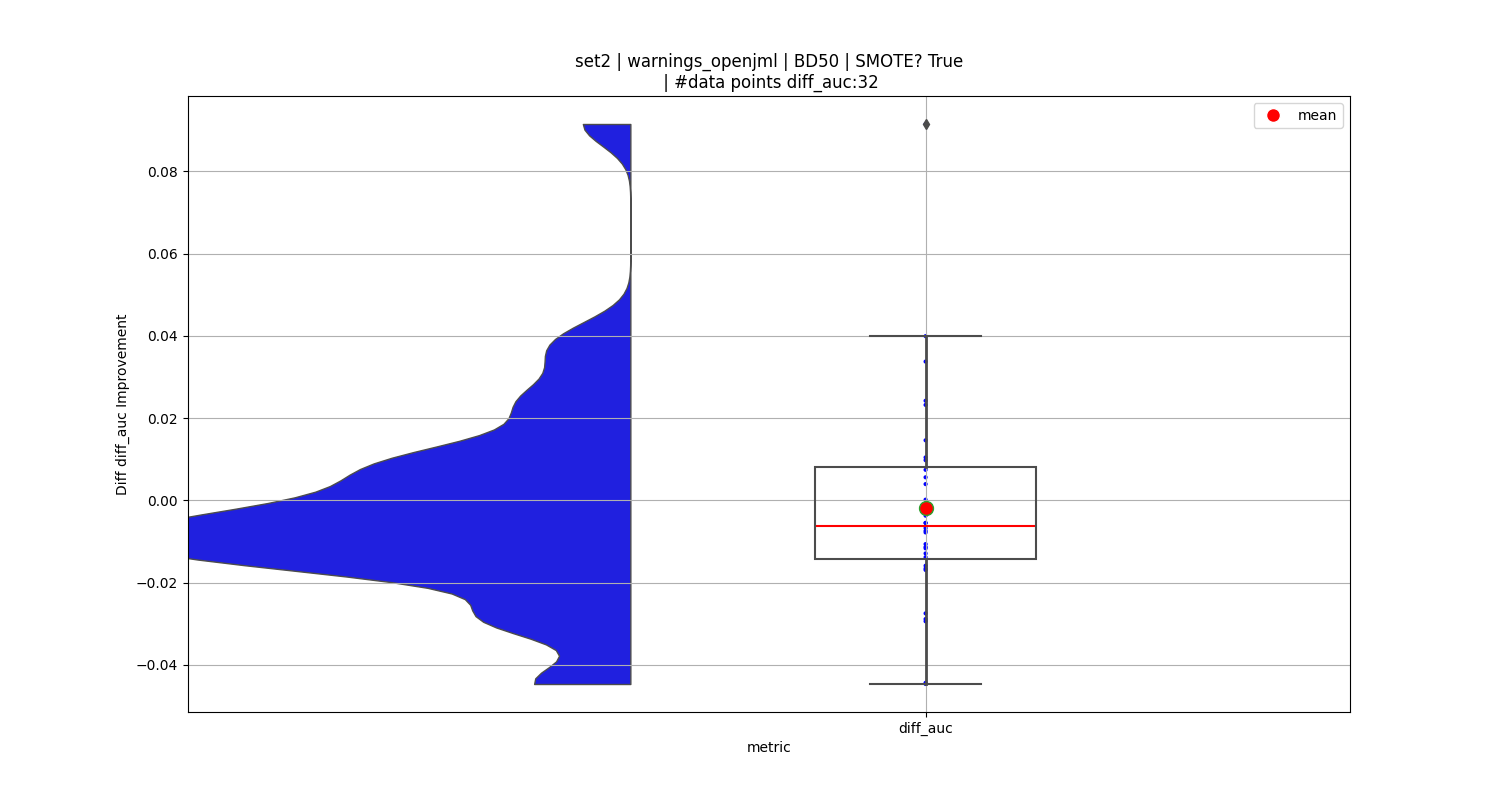 set2 | warnings_openjml | BD50 | SMOTE? True
| #data points diff_auc:32
mean
0.08
0.06
0.04
0.02
0.00
−0.02
−0.04
Diff diff_auc Improvement
diff_auc
metric